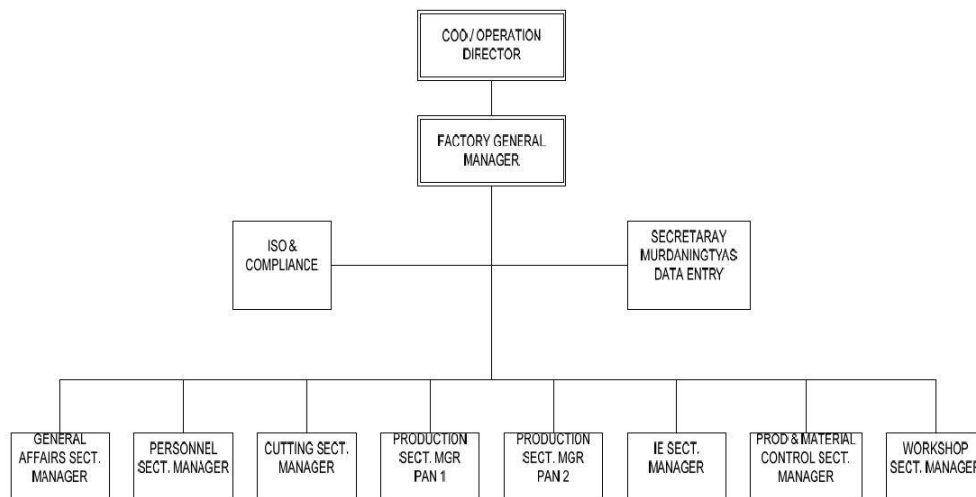 COO / OPERATION
DIRECTOR
FACTORY GENERAL
MANAGER
ISO &
COMPLIANCE
SECRETARAY
MURDANINGTYAS
DATA ENTRY
GENERAL
AFFAIRS SECT.
MANAGER
PERSONNEL
SECT. MANAGER
CUTTING SECT.
MANAGER
PRODUCTION
SECT. MGR
PAN 1
PRODUCTION
SECT. MGR
PAN 2
IE SECT.
MANAGER
PROD & MATERIAL
CONTROL SECT.
MANAGER
WORKSHOP
SECT. MANAGER